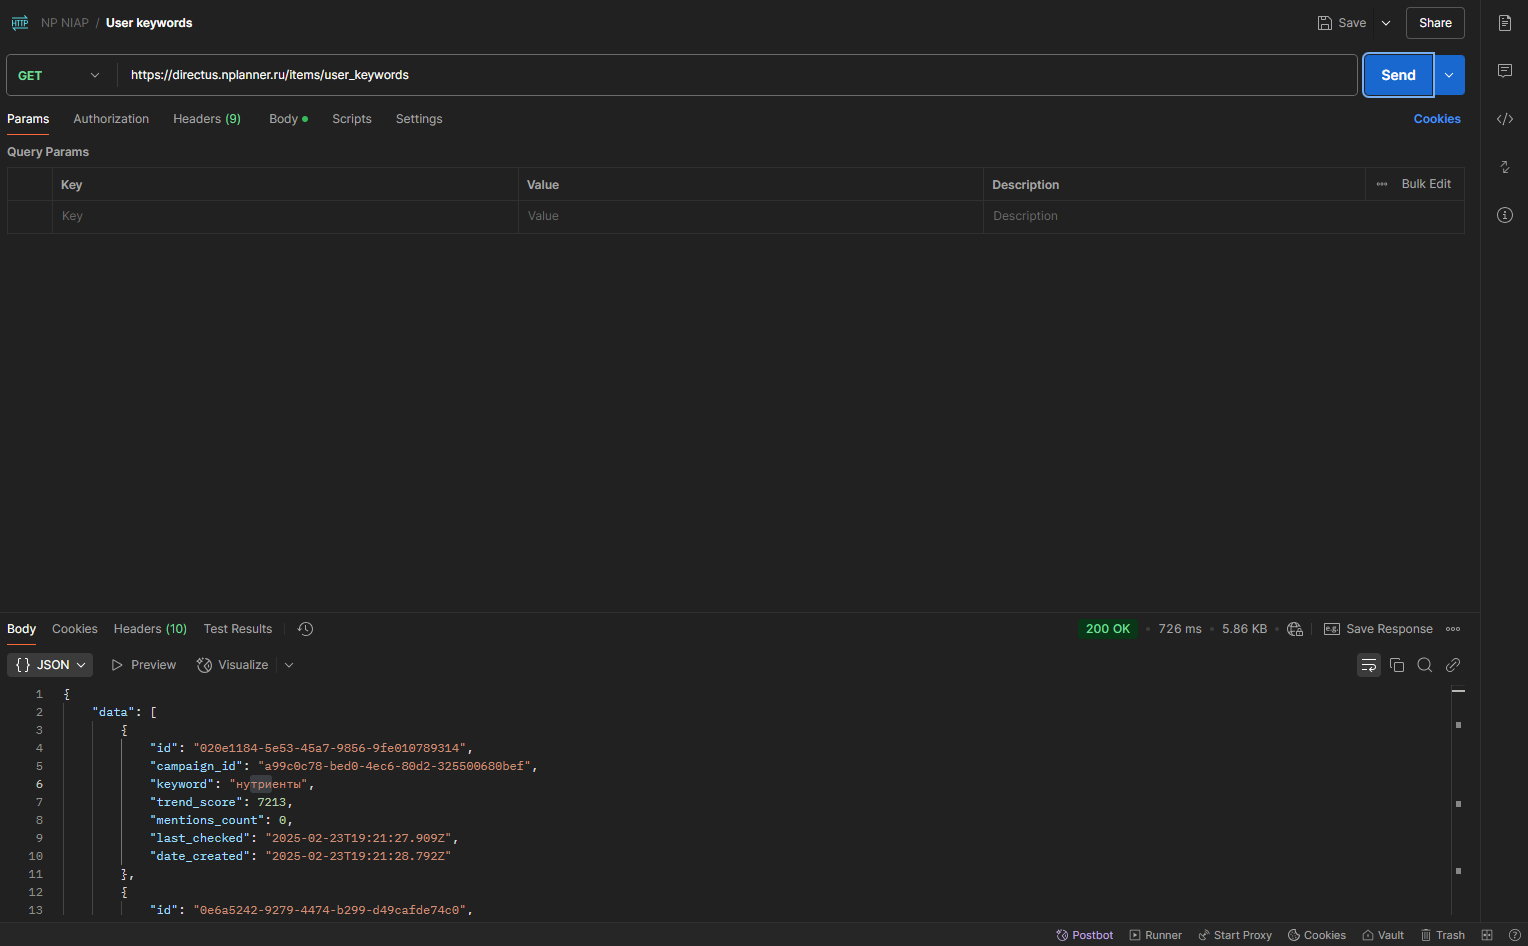 HTTP NP NIAP / User keywords Save Share
GET https://directus.nplanner.ru/items/user_keywords Send
Params Authorization Headers (9) Body Scripts Settings Cookies
Query Params
Key Value Description ••• Bulk Edit
Key Value Description
Body Cookies Headers (10) Test Results 200 OK • 726 ms • 5.86 KB • e.g. Save Response
{} JSON Preview Visualize
1 {
2 "data": [
3 {
4 "id": "020e1184-5e53-45a7-9856-9fe010789314",
5 "campaign_id": "a99c0c78-bed0-4ec6-80d2-325500680bef",
6 "keyword": "нутриенты",
7 "trend_score": 7213,
8 "mentions_count": 0,
9 "last_checked": "2025-02-23T19:21:27.909Z",
10 "date_created": "2025-02-23T19:21:28.792Z"
11 },
12 {
13 "id": "0e6a5242-9279-4474-b299-d49cafde74c0",
Postbot Runner Start Proxy Cookies Vault Trash